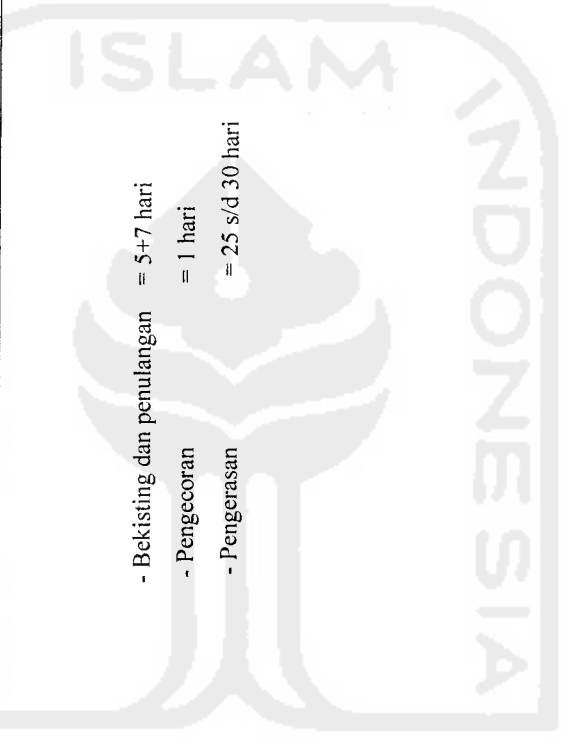 - Bekisting dan penulangan = 5+7 hari
- Pengecoran = 1 hari
- Pengerasan = 25 s/d 30 hari
ISLAM
INDONESIA